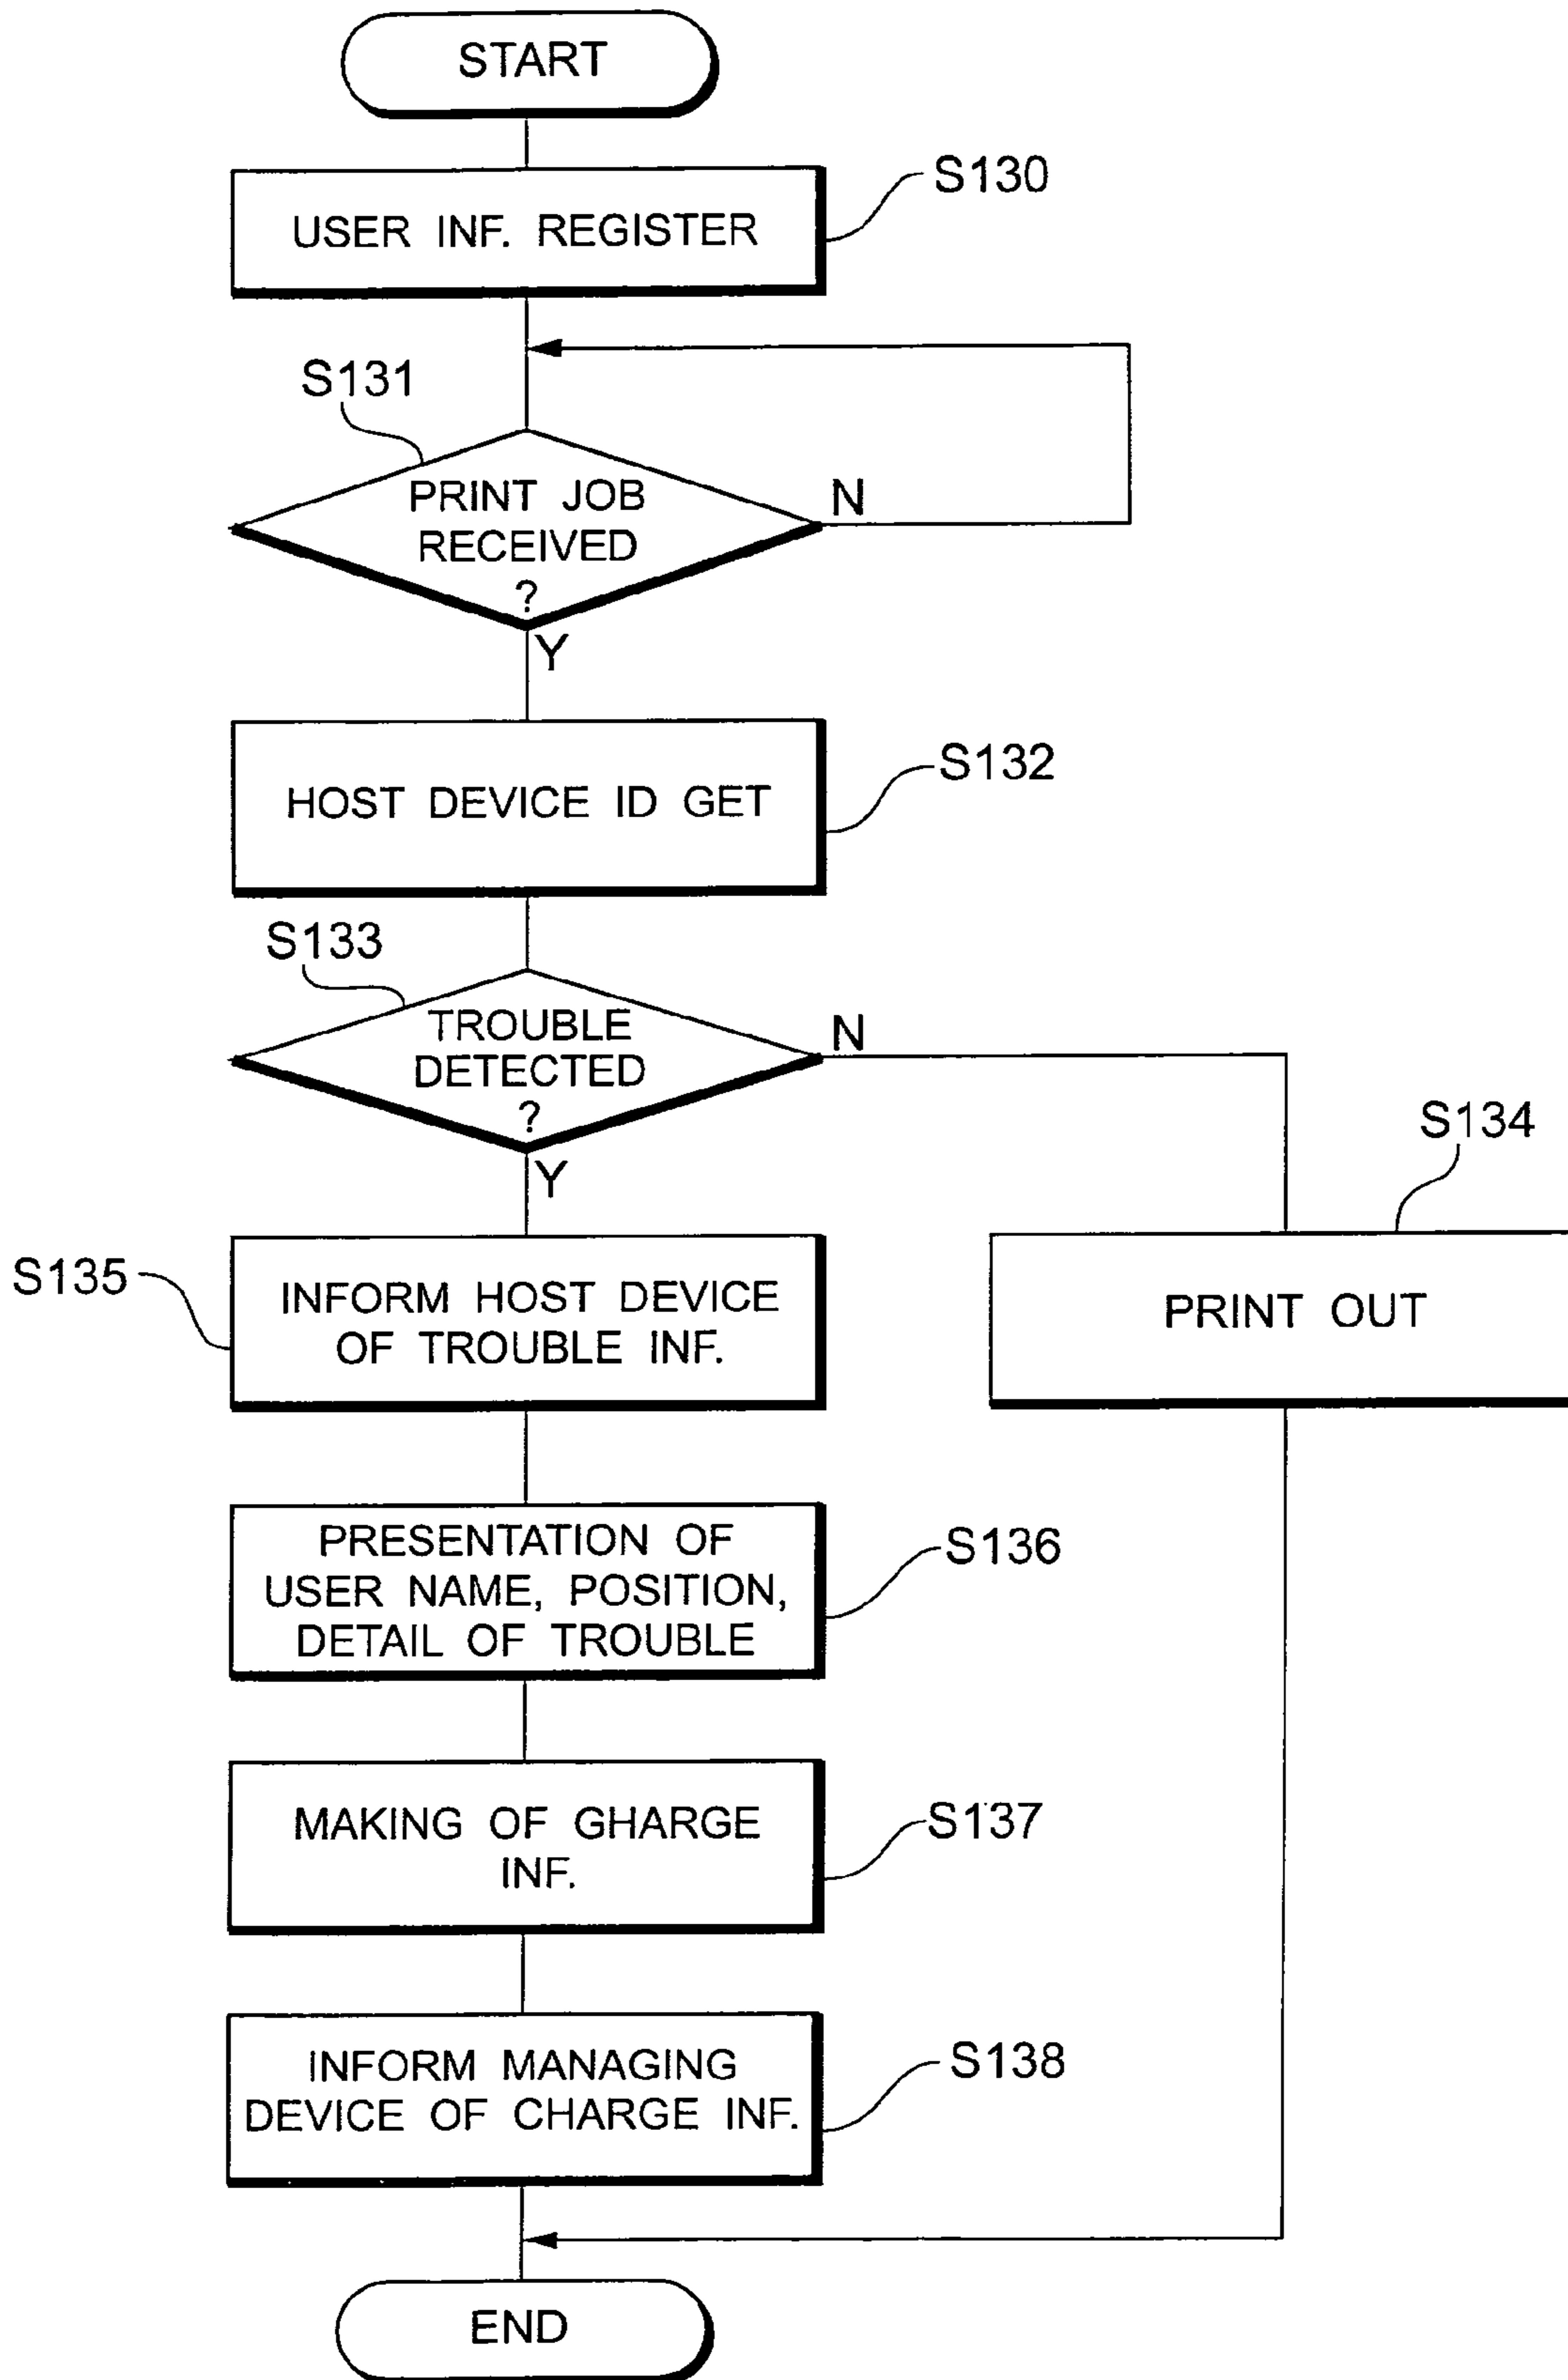 START
S130
USER INF. REGISTER
S131
PRINT JOB
RECEIVED
?
N
Y
S132
HOST DEVICE ID GET
S133
TROUBLE
DETECTED
?
N
Y
S134
PRINT OUT
S135
INFORM HOST DEVICE
OF TROUBLE INF.
S136
PRESENTATION OF
USER NAME, POSITION,
DETAIL OF TROUBLE
S137
MAKING OF GHARGE
INF.
S138
INFORM MANAGING
DEVICE OF CHARGE INF.
END